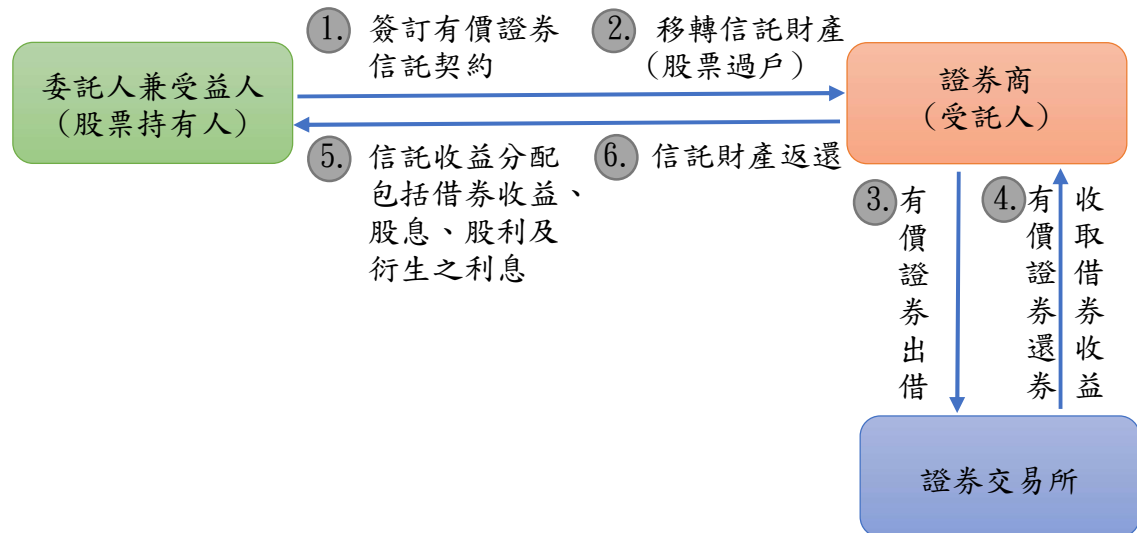 委託人兼受益人
(股票持有人)
1. 簽訂有價證券
信託契約
2. 移轉信託財產
(股票過戶)
證券商
(受託人)
5. 信託收益分配
包括借券收益、
股息、股利及
衍生之利息
6. 信託財產返還
3. 有價證券出借
4. 有價證券還券
收取借券收益
證券交易所